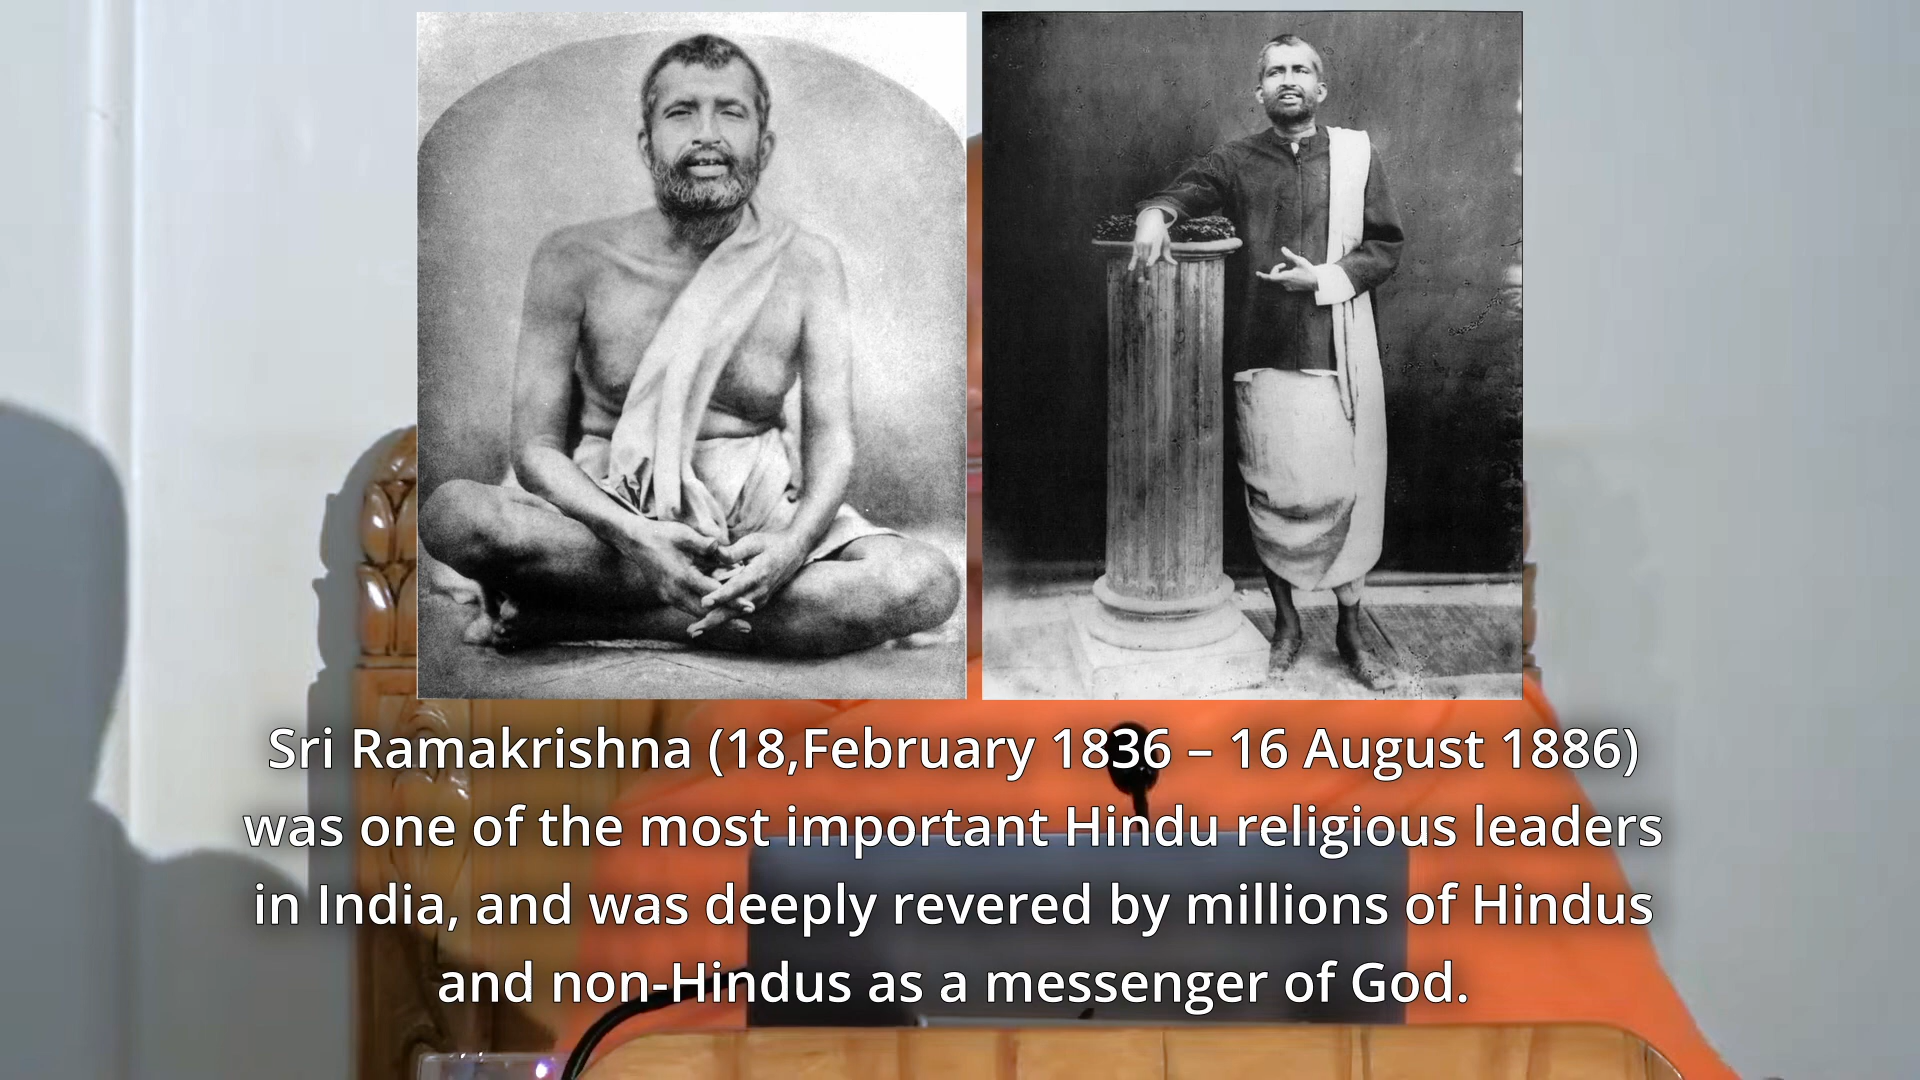 Sri Ramakrishna (18,February 1836 – 16 August 1886)
was one of the most important Hindu religious leaders
in India, and was deeply revered by millions of Hindus
and non-Hindus as a messenger of God.